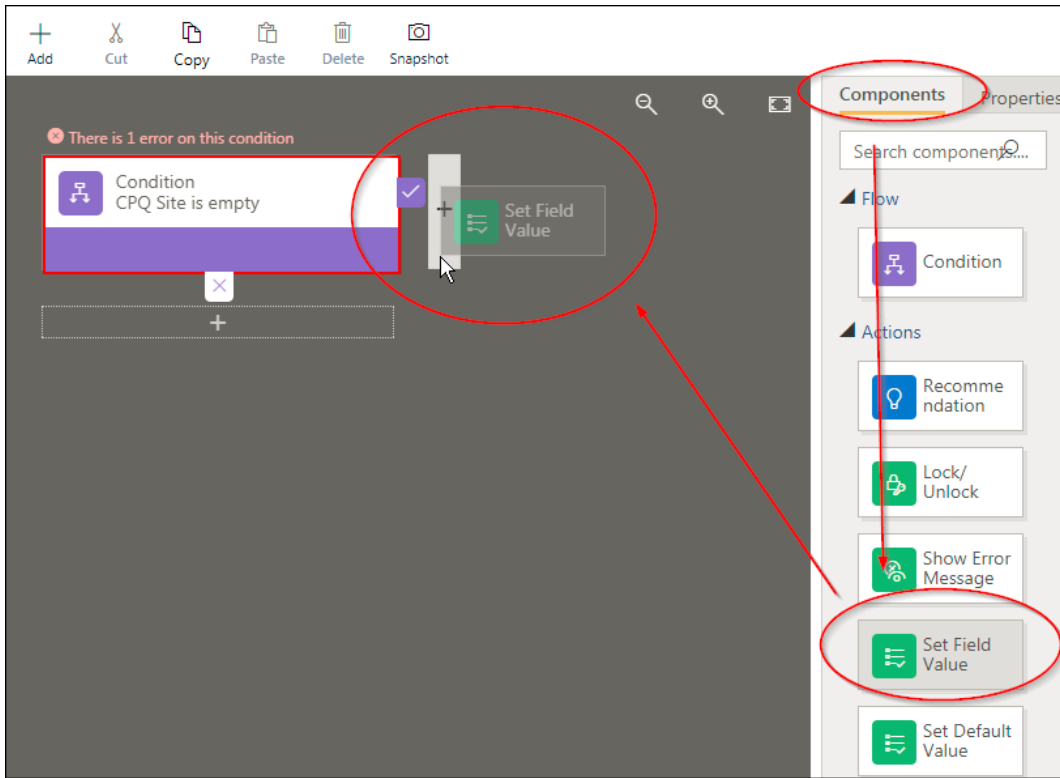 Add
Cut
Copy
Paste
Delete
Snapshot
Components
Properties
There is 1 error on this condition
Search components....
Condition
CPQ Site is empty
Set Field
Value
Flow
Condition
Actions
Recomme
ndation
Lock/
Unlock
Show Error
Message
Set Field
Value
Set Default
Value